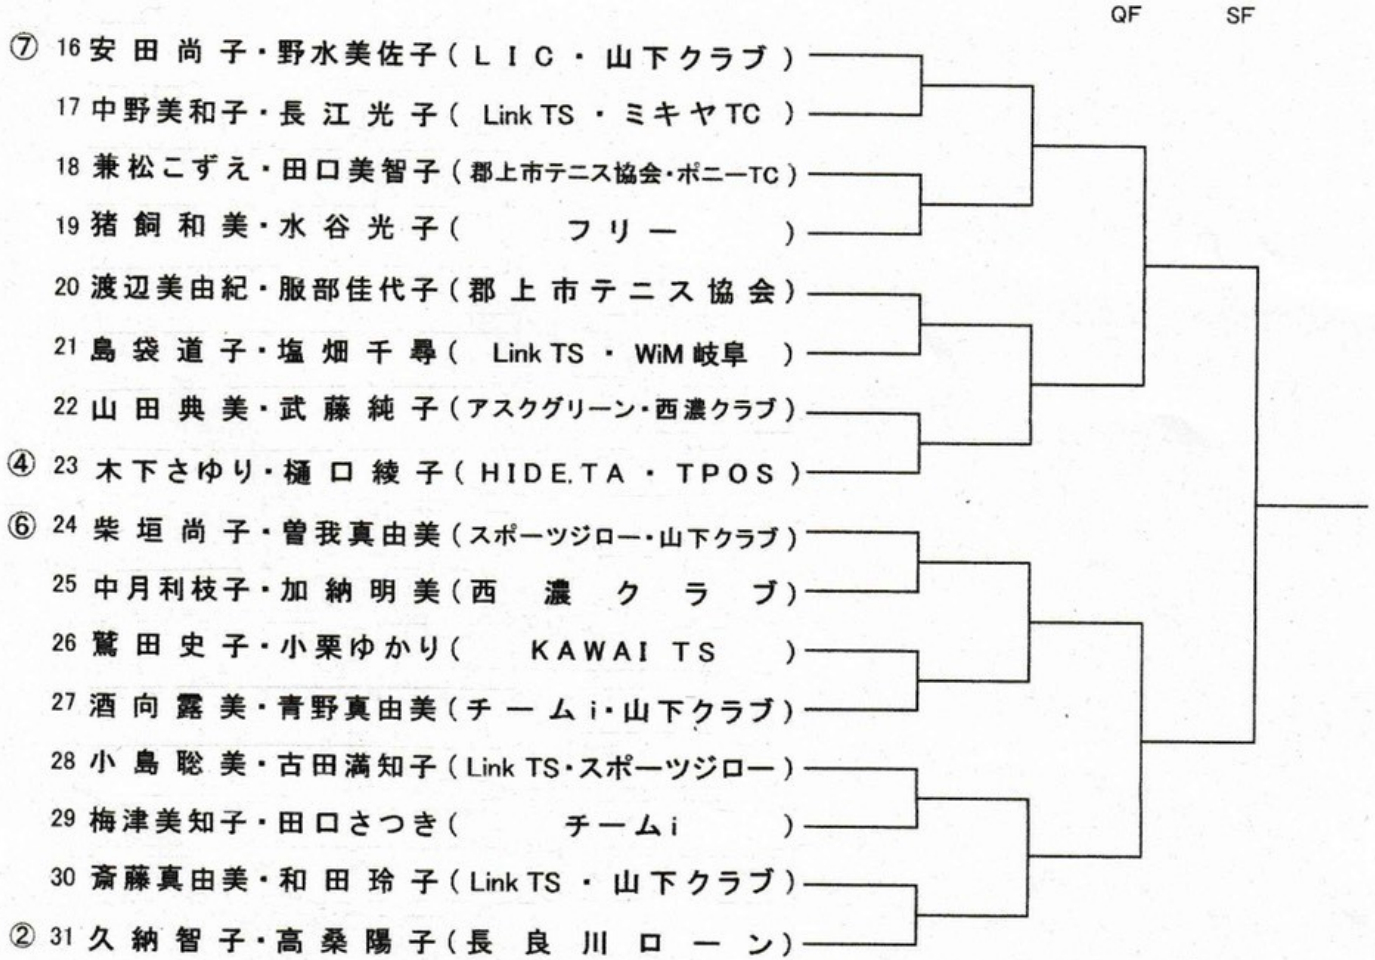 QF SF
⑦ 16 安田尚子・野水美佐子(LIC・山下クラブ)
17 中野美和子・長江光子(Link TS・ミキヤTC)
18 兼松こずえ・田口美智子(郡上市テニス協会・ポニーTC)
19 猪飼和美・水谷光子(フリー)
20 渡辺美由紀・服部佳代子(郡上市テニス協会)
21 島袋道子・塩畑千尋(Link TS・WiM岐阜)
22 山田典美・武藤純子(アスクグリーン・西濃クラブ)
④ 23 木下さゆり・樋口綾子(HIDE.TA・TPOS)
⑥ 24 柴垣尚子・曽我真由美(スポーツジロー・山下クラブ)
25 中月利枝子・加納明美(西濃クラブ)
26 鷲田史子・小栗ゆかり(KAWAI TS)
27 酒向露美・青野真由美(チームi・山下クラブ)
28 小島聡美・古田満知子(Link TS・スポーツジロー)
29 梅津美知子・田口さつき(チームi)
30 斎藤真由美・和田玲子(Link TS・山下クラブ)
② 31 久納智子・高桑陽子(長良川ローン)